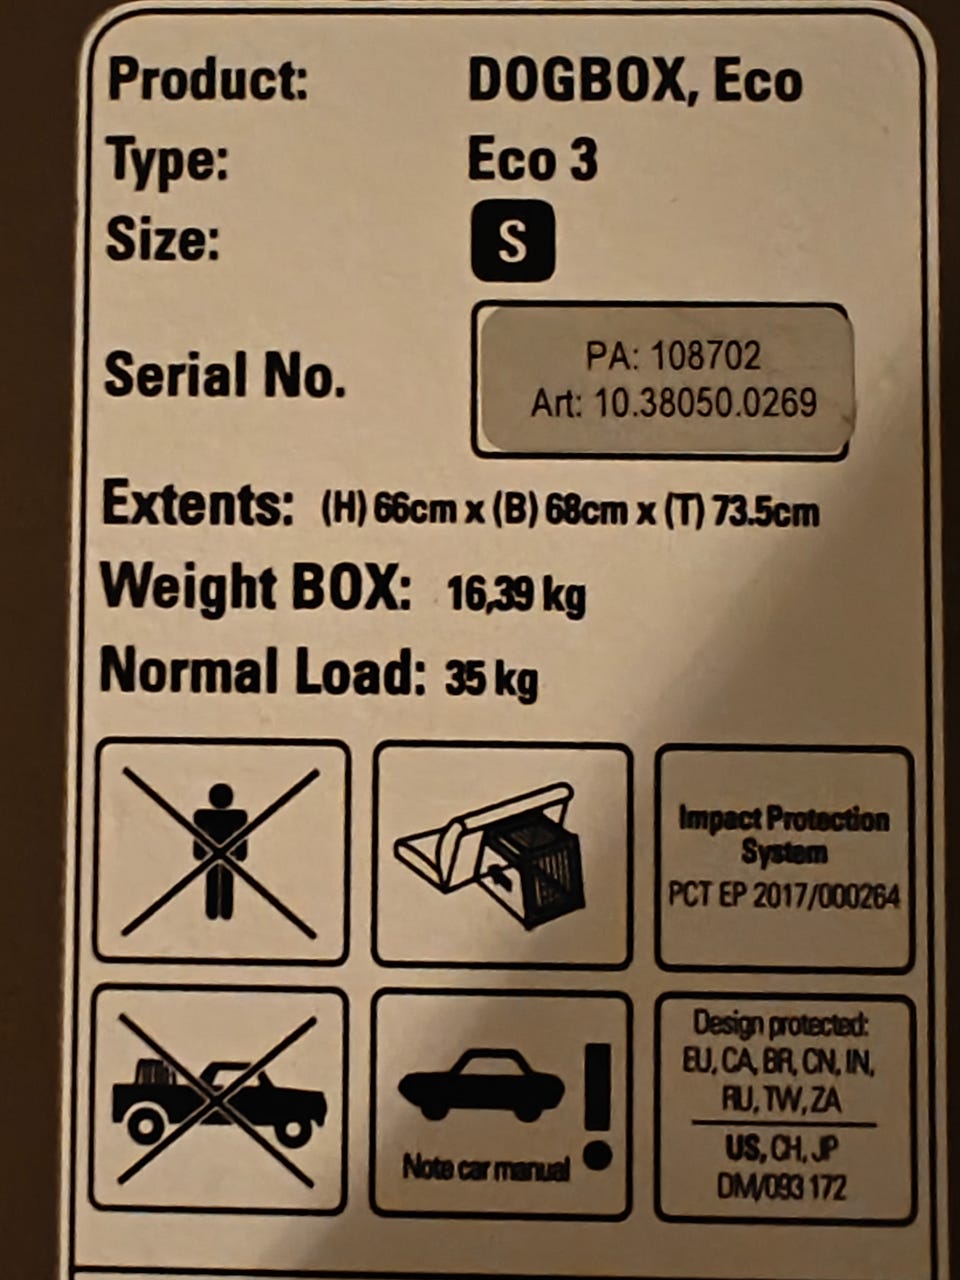 Product: DOGBOX, Eco
Type: Eco 3
Size: S
Serial No.
PA: 108702
Art: 10.38050.0269
Extents: (H) 66cm x (B) 68cm x (T) 73.5cm
Weight BOX: 16,39 kg
Normal Load: 35 kg
Impact Protection
System
PCT EP 2017/000264
Note car manual
Design protected:
EU, CA, BR, CN, IN,
RU, TW, ZA
US, CH, JP
DM/093 172